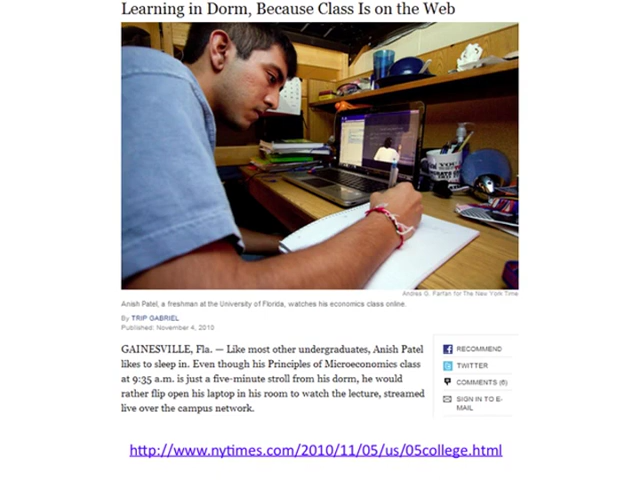 Learning in Dorm, Because Class Is on the Web
Andres G. Farfan for The New York Time
Anish Patel, a freshman at the University of Florida, watches his economics class online.
By TRIP GABRIEL
Published: November 4, 2010
GAINESVILLE, Fla. — Like most other undergraduates, Anish Patel
likes to sleep in. Even though his Principles of Microeconomics class
at 9:35 a.m. is just a five-minute stroll from his dorm, he would
rather flip open his laptop in his room to watch the lecture, streamed
live over the campus network.
RECOMMEND
TWITTER
COMMENTS (6)
SIGN IN TO E-
MAIL
http://www.nytimes.com/2010/11/05/us/05college.html